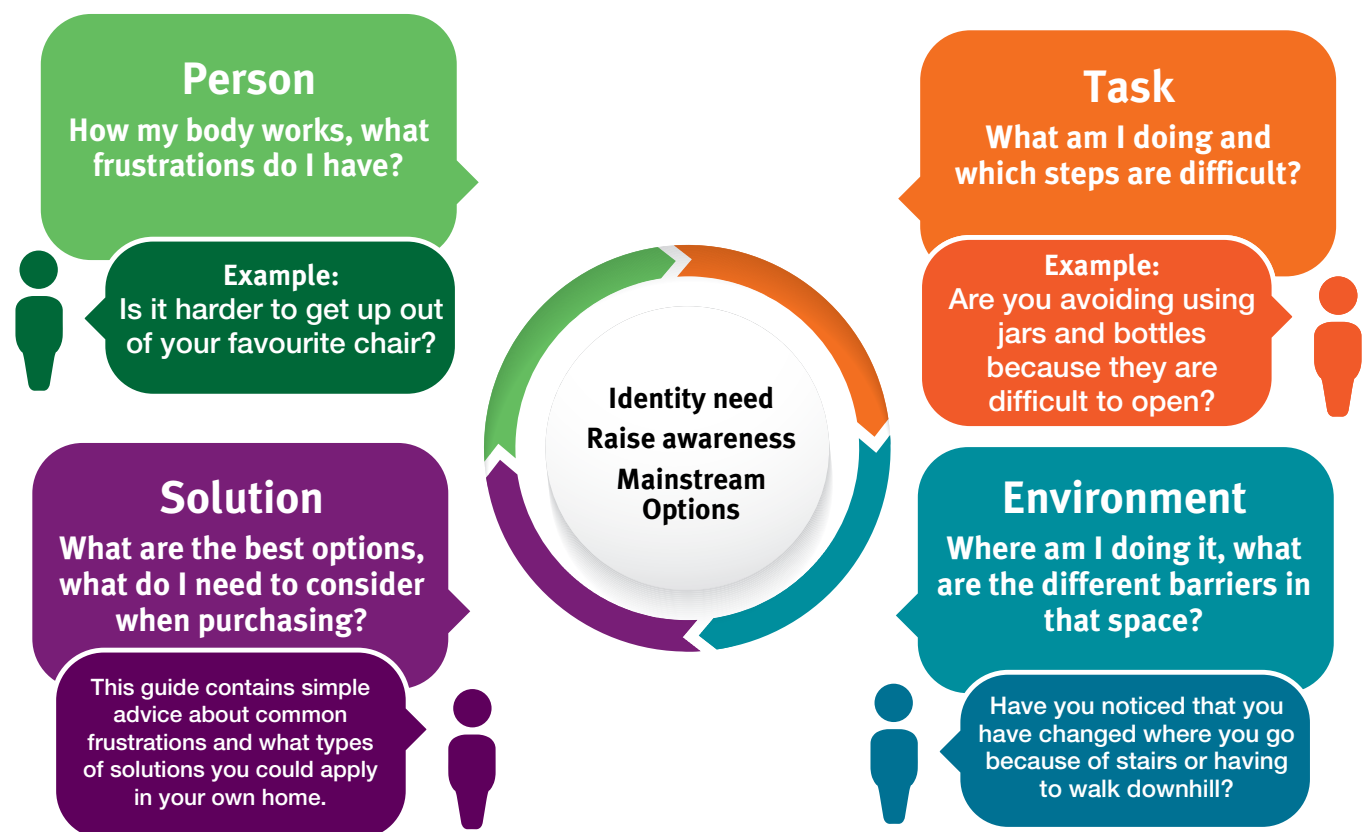 Person
How my body works, what
frustrations do I have?
Example:
Is it harder to get up out
of your favourite chair?
Task
What am I doing and
which steps are difficult?
Example:
Are you avoiding using
jars and bottles
because they are
difficult to open?
Identity need
Raise awareness
Mainstream
Options
Solution
What are the best options,
what do I need to consider
when purchasing?
This guide contains simple
advice about common
frustrations and what types
of solutions you could apply
in your own home.
Environment
Where am I doing it, what
are the different barriers in
that space?
Have you noticed that you
have changed where you go
because of stairs or having
to walk downhill?